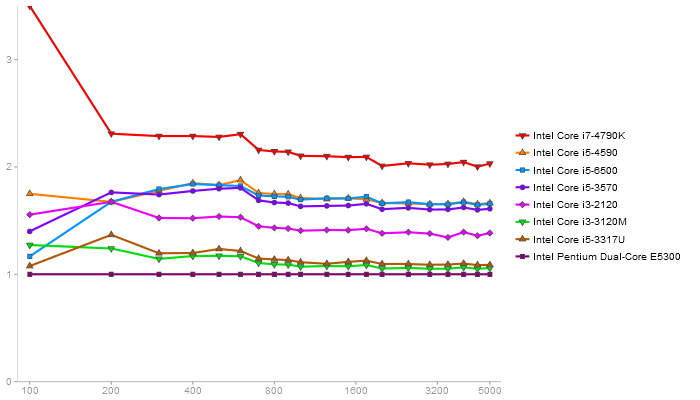 3
2
1
0
100
200
400
800
1600
3200
5000
Intel Core i7-4790K
Intel Core i5-4590
Intel Core i5-6500
Intel Core i5-3570
Intel Core i3-2120
Intel Core i3-3120M
Intel Core i5-3317U
Intel Pentium Dual-Core E5300